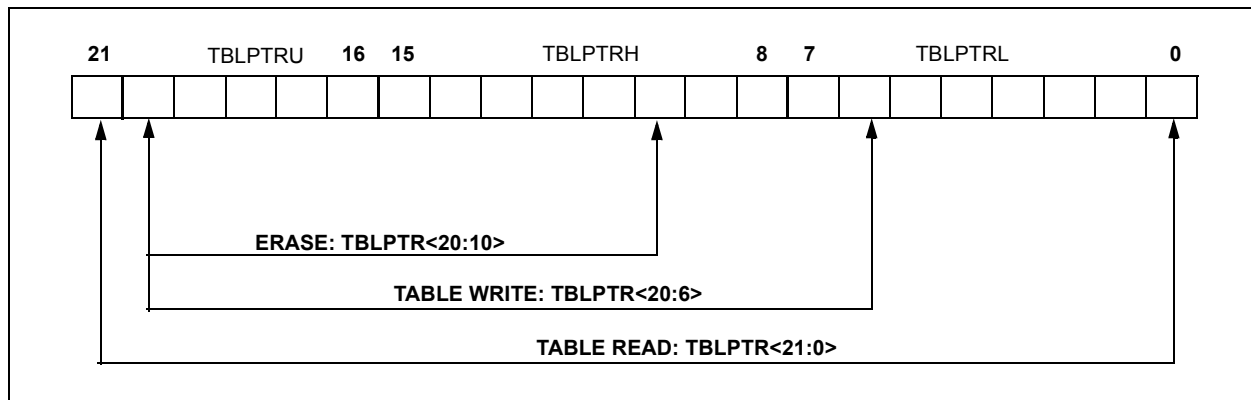 21 TBLPTRU 16 15 TBLPTRH 8 7 TBLPTRL 0
ERASE: TBLPTR<20:10>
TABLE WRITE: TBLPTR<20:6>
TABLE READ: TBLPTR<21:0>